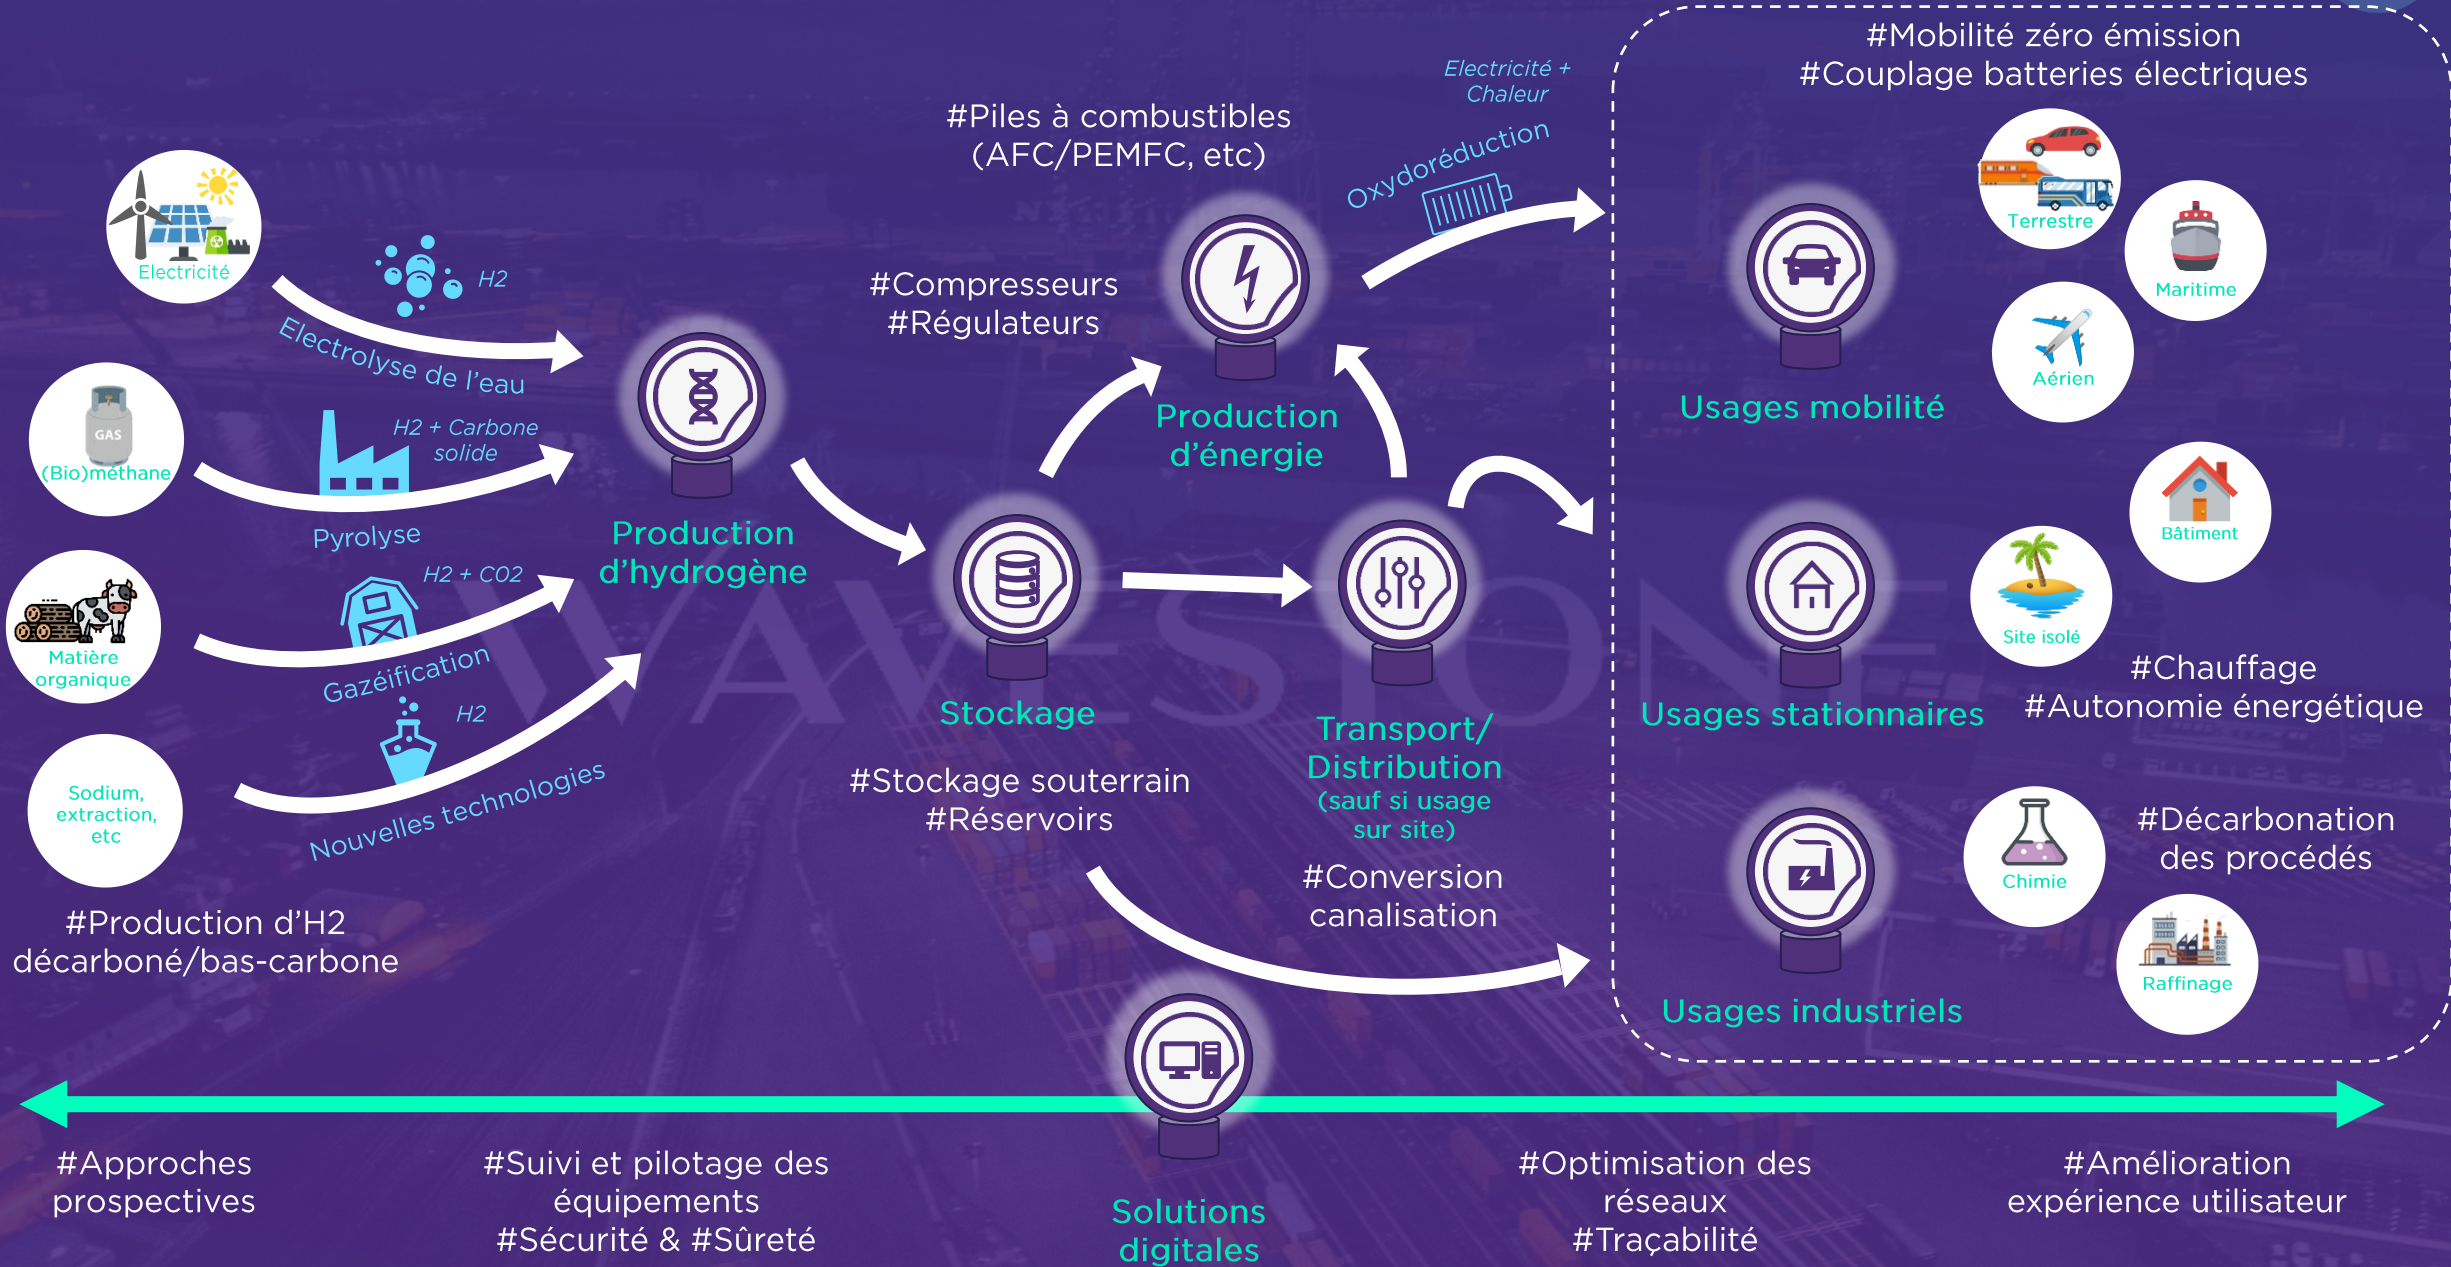 #Mobilité zéro émission
#Couplage batteries électriques
Electricité +
Chaleur
Oxydoréduction
#Piles à combustibles
(AFC/PEMFC, etc)
Terrestre
Maritime
Aérien
Electricité
H2
Electrolyse de l'eau
#Compresseurs
#Régulateurs
Production
d'énergie
Usages mobilité
GAS
(Bio)méthane
H2 + Carbone
solide
Pyrolyse
Production
d'hydrogène
Bâtiment
Site isolé
Matière
organique
H2 + CO2
Gazéification
WAVESTONE
Stockage
#Stockage souterrain
#Réservoirs
Transport/
Distribution
(sauf si usage
sur site)
#Conversion
canalisation
Usages stationnaires
#Chauffage
#Autonomie énergétique
Sodium,
extraction,
etc
H2
Nouvelles technologies
#Production d'H2
décarboné/bas-carbone
Chimie
#Décarbonation
des procédés
Raffinage
Usages industriels
#Approches
prospectives
#Suivi et pilotage des
équipements
#Sécurité & #Sûreté
Solutions
digitales
#Optimisation des
réseaux
#Traçabilité
#Amélioration
expérience utilisateur